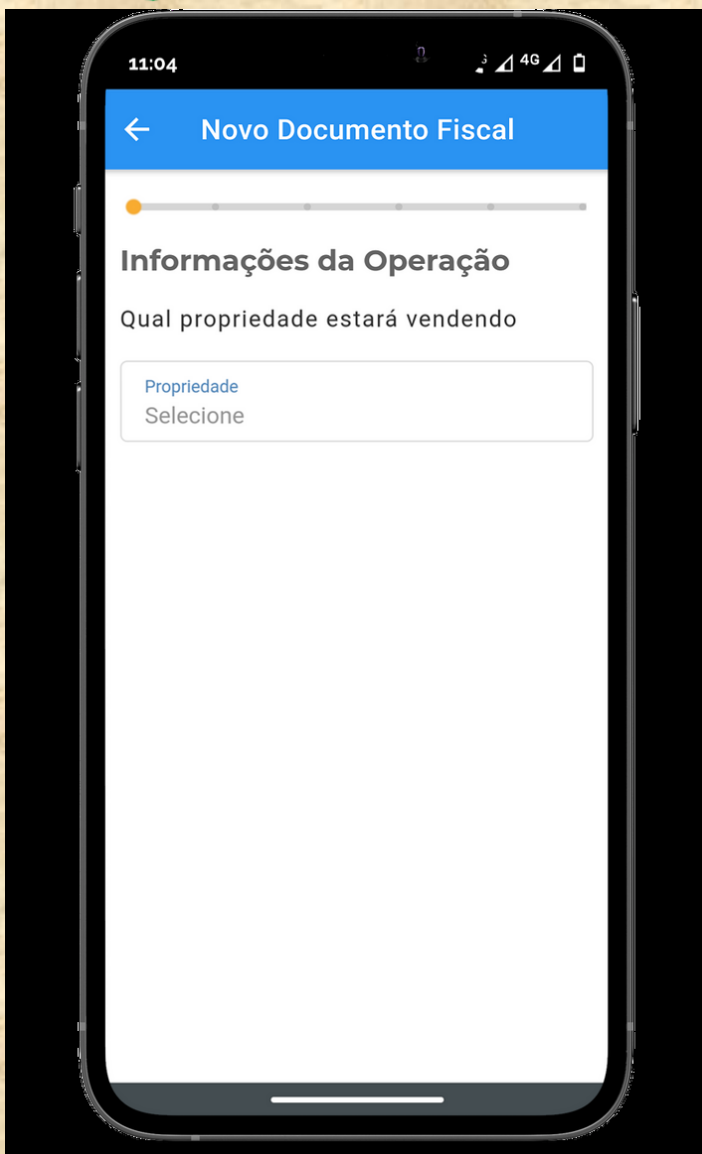 11:04
4G
Novo Documento Fiscal
Informações da Operação
Qual propriedade estará vendendo
Propriedade
Selecione